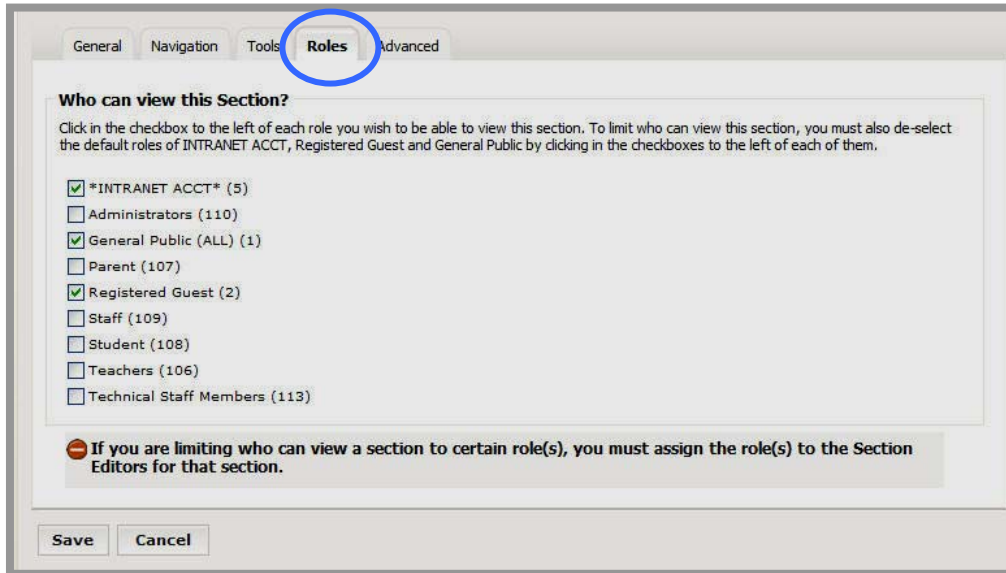 General Navigation Tools Roles Advanced
Who can view this Section?
Click in the checkbox to the left of each role you wish to be able to view this section. To limit who can view this section, you must also de-select
the default roles of INTRANET ACCT, Registered Guest and General Public by clicking in the checkboxes to the left of each of them.
*INTRANET ACCT* (5)
Administrators (110)
General Public (ALL) (1)
Parent (107)
Registered Guest (2)
Staff (109)
Student (108)
Teachers (106)
Technical Staff Members (113)
If you are limiting who can view a section to certain role(s), you must assign the role(s) to the Section
Editors for that section.
Save Cancel